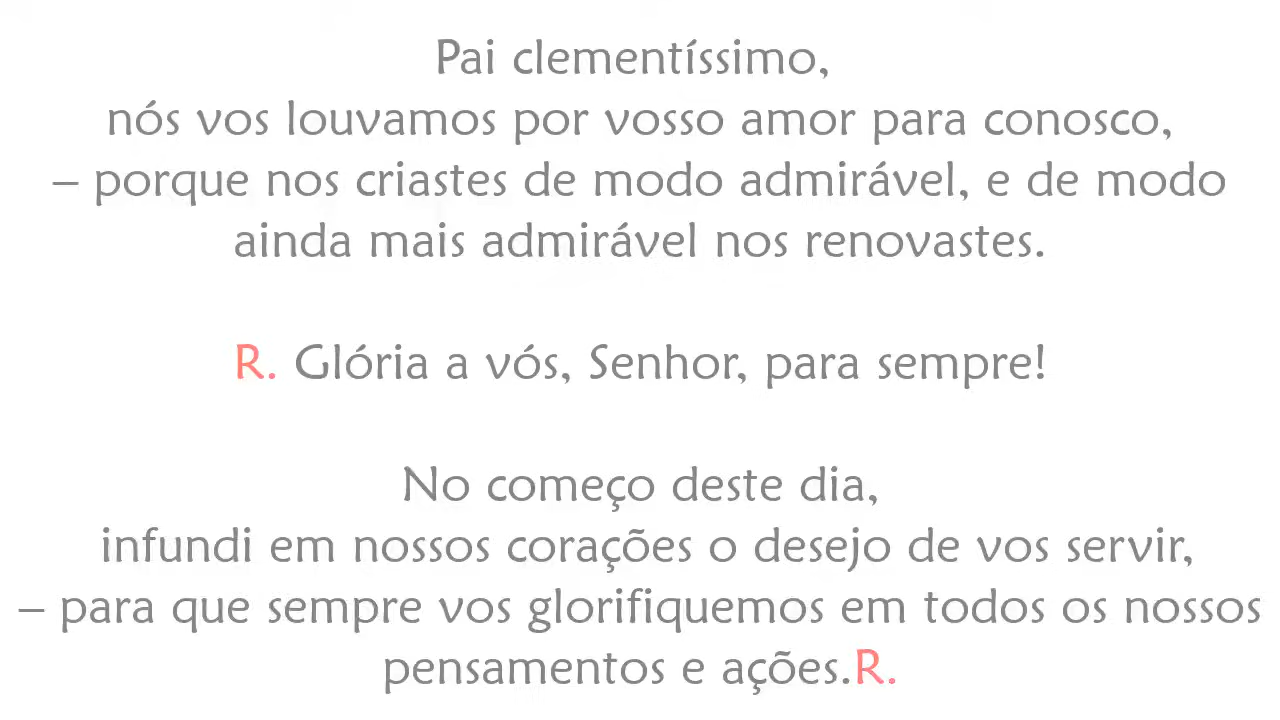 Pai clementíssimo,
nós vos louvamos por vosso amor para conosco,
– porque nos criastes de modo admirável, e de modo
ainda mais admirável nos renovastes.
R. Glória a vós, Senhor, para sempre!
No começo deste dia,
infundi em nossos corações o desejo de vos servir,
– para que sempre vos glorifiquemos em todos os nossos
pensamentos e ações.R.